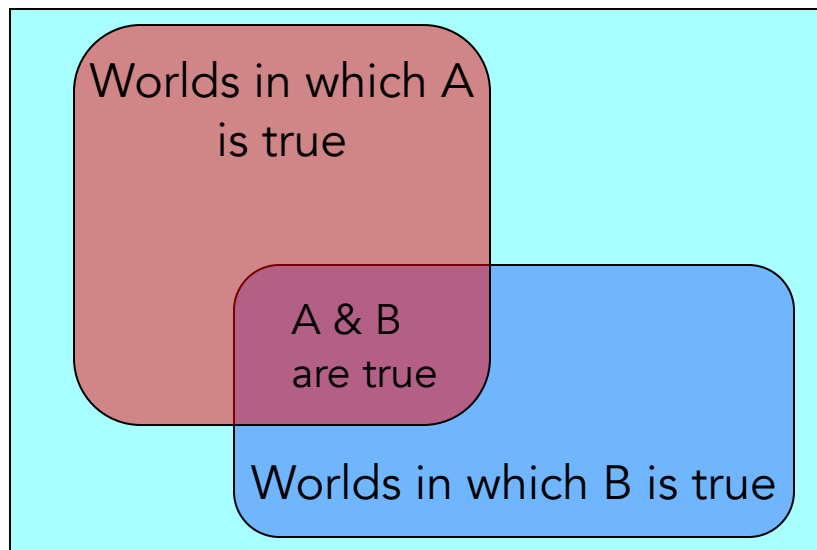 Worlds in which A
is true
A & B
are true
Worlds in which B is true